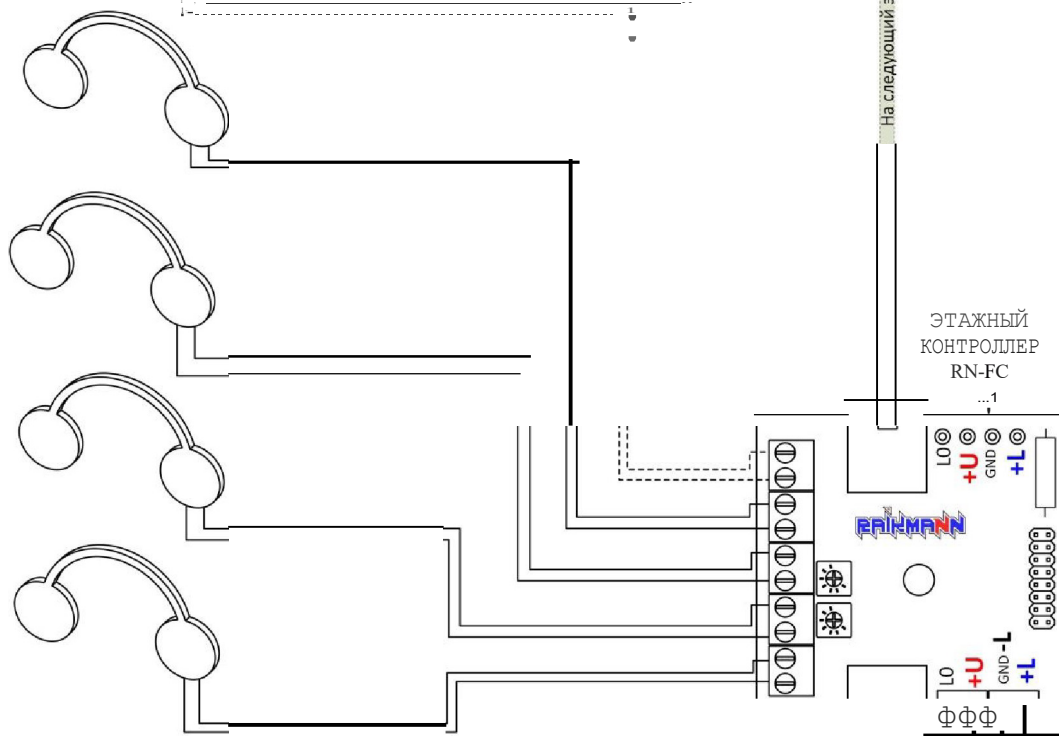 На следующий э
ЭТАЖНЫЙ
КОНТРОЛЛЕР
RN-FC
...1
LO
+U
GND
+L
RAIKMANN
LO
+U
GND
-L
+L
ффф